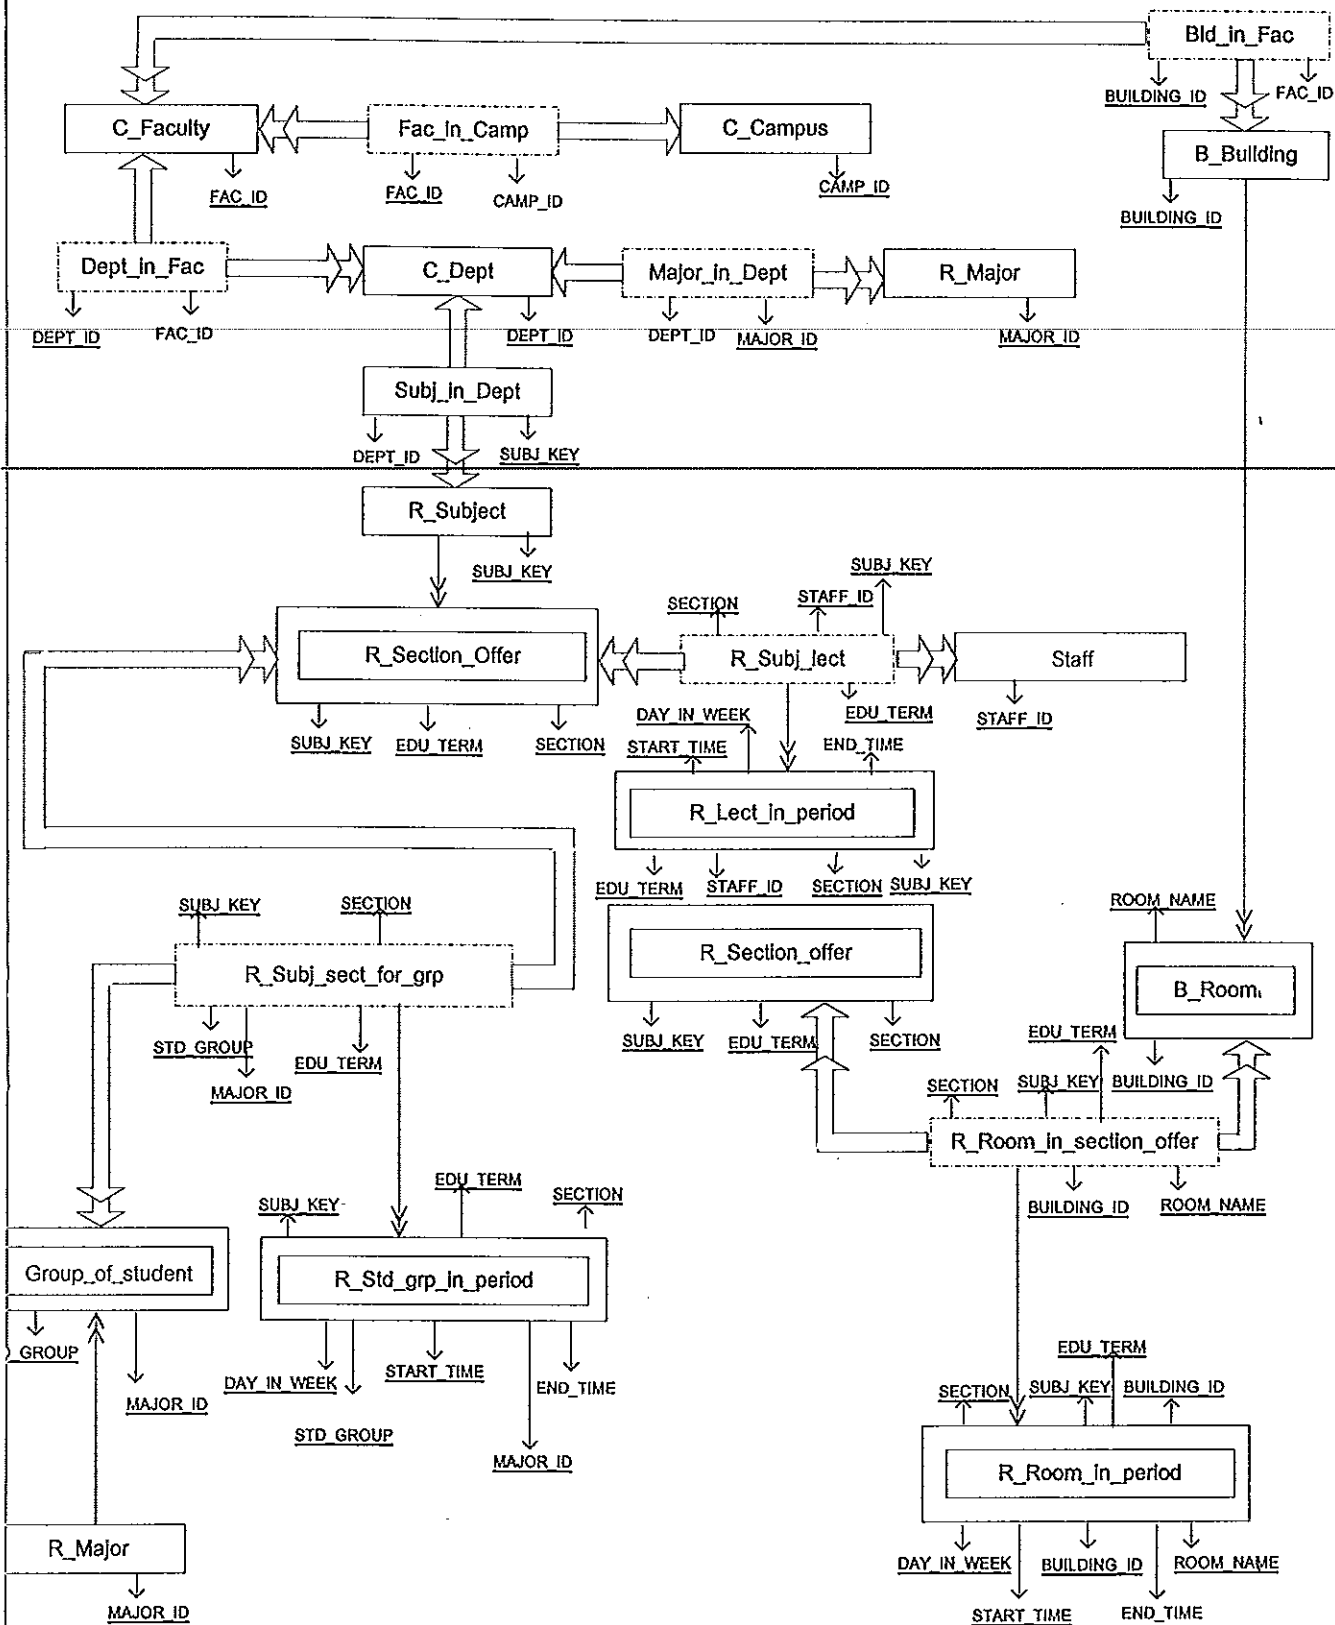 Bld_in_Fac
BUILDING_ID
FAC_ID
C_Faculty
Fac_in_Camp
C_Campus
B_Building
FAC_ID
FAC_ID
CAMP_ID
CAMP_ID
BUILDING_ID
Dept_in_Fac
C_Dept
Major_in_Dept
R_Major
DEPT_ID
FAC_ID
DEPT_ID
DEPT_ID
MAJOR_ID
MAJOR_ID
Subj_in_Dept
DEPT_ID
SUBJ_KEY
R_Subject
SUBJ_KEY
SUBJ_KEY
SECTION
STAFF_ID
R_Section_Offer
R_Subj_lect
Staff
SUBJ_KEY
EDU_TERM
SECTION
DAY_IN_WEEK
EDU_TERM
STAFF_ID
START_TIME
END_TIME
R_Lect_in_period
EDU_TERM
STAFF_ID
SECTION
SUBJ_KEY
SUBJ_KEY
SECTION
ROOM_NAME
R_Subj_sect_for_grp
R_Section_offer
B_Room
STD_GROUP
EDU_TERM
MAJOR_ID
SUBJ_KEY
EDU_TERM
SECTION
EDU_TERM
SECTION
SUBJ_KEY
BUILDING_ID
R_Room_in_section_offer
BUILDING_ID
ROOM_NAME
SUBJ_KEY
EDU_TERM
SECTION
Group_of_student
R_Std_grp_in_period
_GROUP
MAJOR_ID
DAY_IN_WEEK
STD_GROUP
START_TIME
MAJOR_ID
END_TIME
EDU_TERM
SECTION
SUBJ_KEY
BUILDING_ID
R_Room_in_period
R_Major
MAJOR_ID
DAY_IN_WEEK
START_TIME
BUILDING_ID
END_TIME
ROOM_NAME